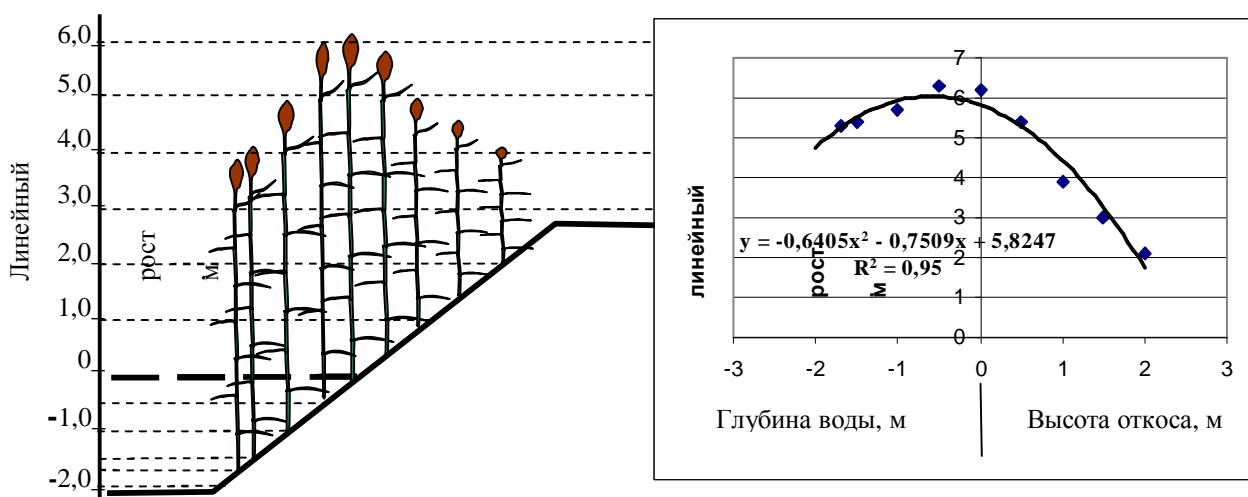 6,0
5,0
4,0
3,0
2,0
1,0
0
-1,0
-2,0
Линейный
рост
м
7
6
5
4
3
2
1
0
линейный
рост
м
y = -0,6405x² - 0,7509x + 5,8247
R² = 0,95
-3 -2 -1 0 1 2 3
Глубина воды, м Высота откоса, м